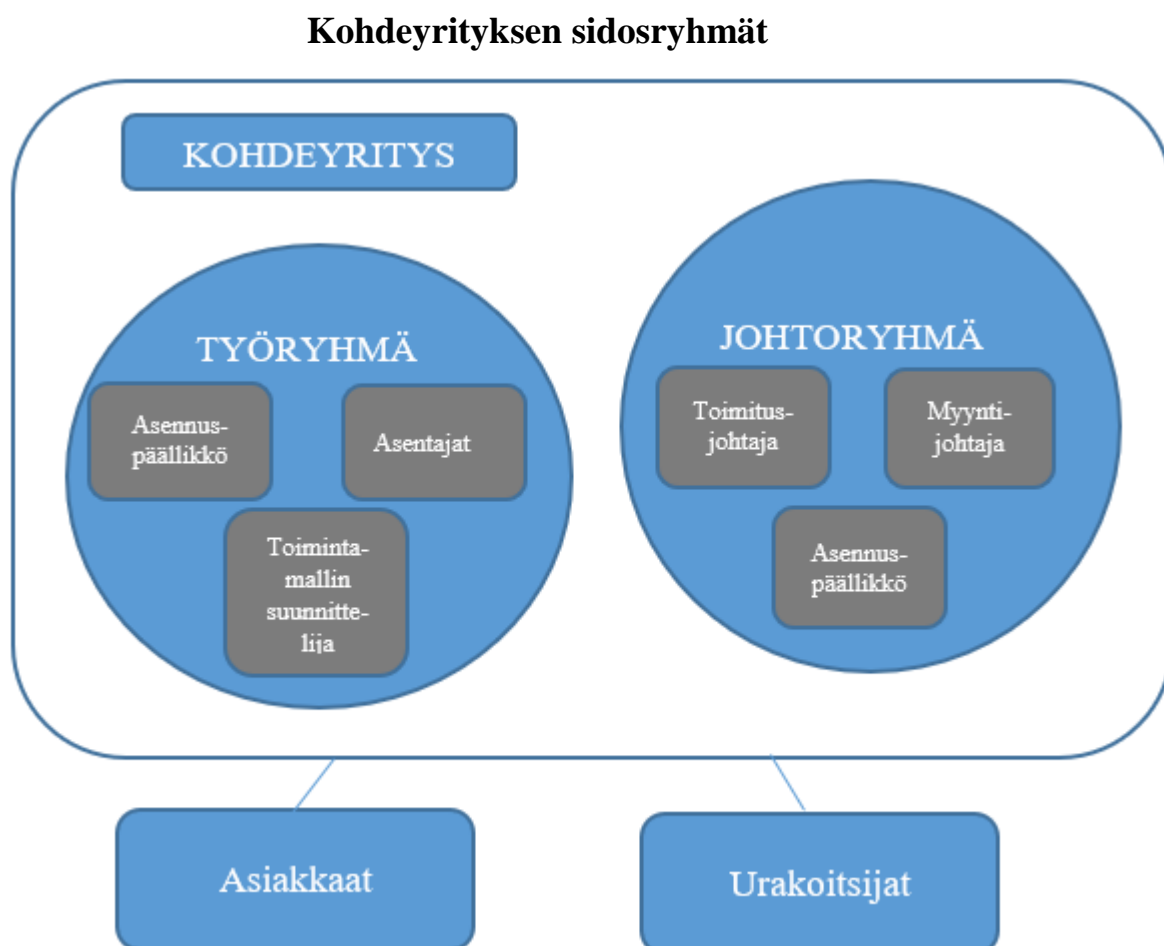 Kohdeyrityksen sidosryhmät
KOHDEYRITYS
TYÖRYHMÄ
Asennus-
päällikkö
Asentajat
Toiminta-
mallin
suunnitte-
lija
JOHTORYHMÄ
Toimitus-
johtaja
Myynti-
johtaja
Asennus-
päällikkö
Asiakkaat
Urakoitsijat